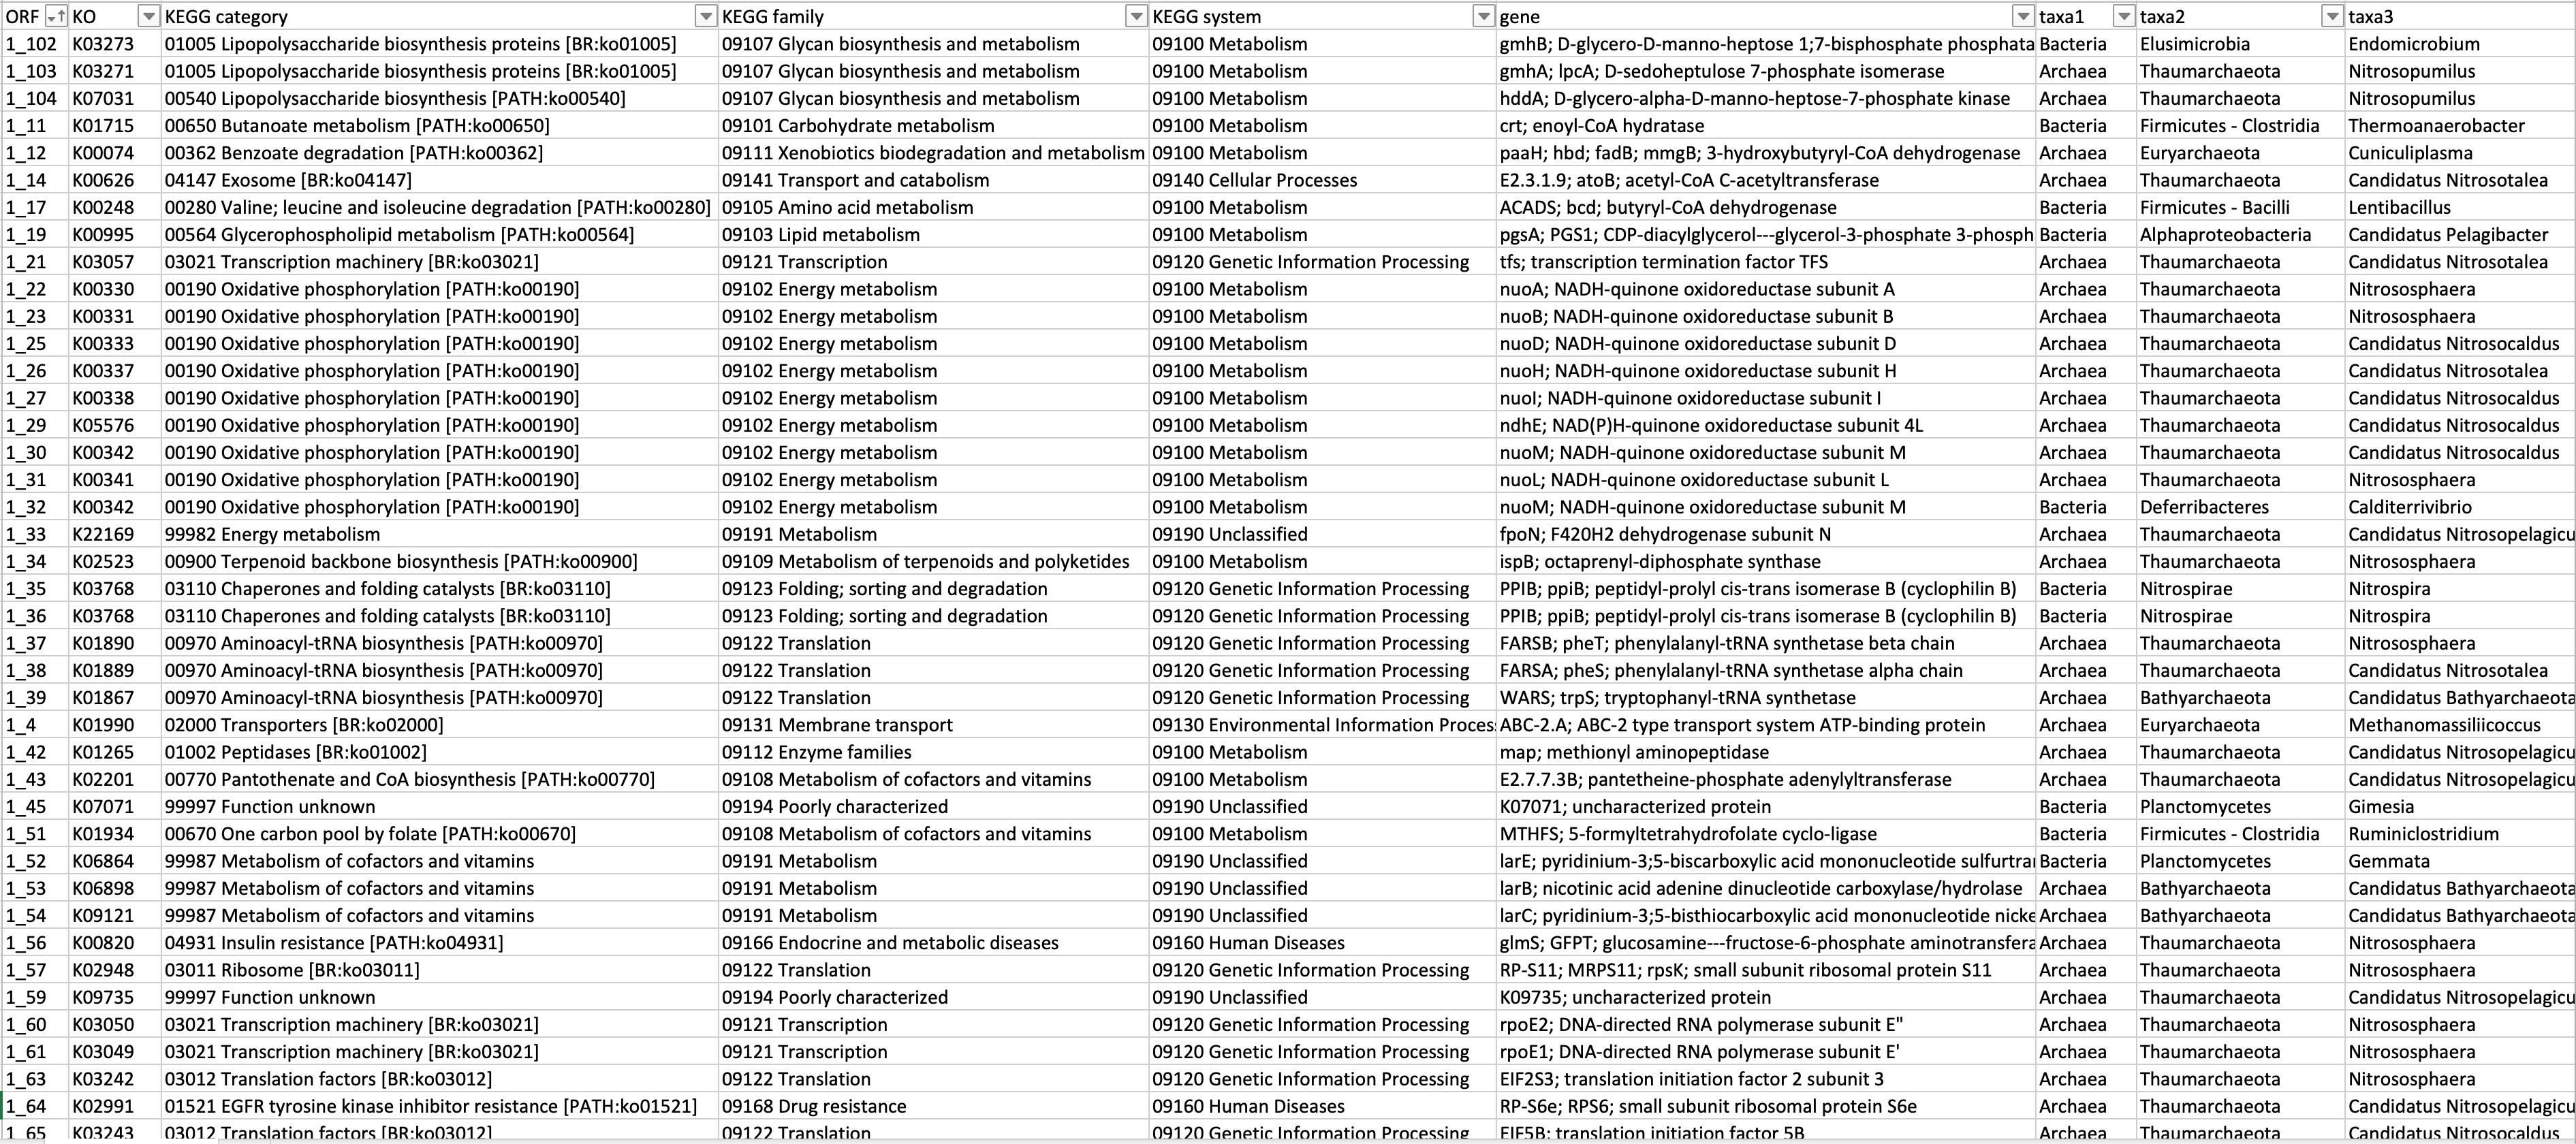 ORF KO KEGG category KEGG family KEGG system gene taxa1 taxa2 taxa3
1_102 K03273 01005 Lipopolysaccharide biosynthesis proteins [BR:ko01005] 09107 Glycan biosynthesis and metabolism 09100 Metabolism gmhB; D-glycero-D-manno-heptose 1;7-bisphosphate phosphata Bacteria Elusimicrobia Endomicrobium
1_103 K03271 01005 Lipopolysaccharide biosynthesis proteins [BR:ko01005] 09107 Glycan biosynthesis and metabolism 09100 Metabolism gmhA; lpcA; D-sedoheptulose 7-phosphate isomerase Archaea Thaumarchaeota Nitrosopumilus
1_104 K07031 00540 Lipopolysaccharide biosynthesis [PATH:ko00540] 09107 Glycan biosynthesis and metabolism 09100 Metabolism hddA; D-glycero-alpha-D-manno-heptose-7-phosphate kinase Archaea Thaumarchaeota Nitrosopumilus
1_11 K01715 00650 Butanoate metabolism [PATH:ko00650] 09101 Carbohydrate metabolism 09100 Metabolism crt; enoyl-CoA hydratase Bacteria Firmicutes - Clostridia Thermoanaerobacter
1_12 K00074 00362 Benzoate degradation [PATH:ko00362] 09111 Xenobiotics biodegradation and metabolism 09100 Metabolism paaH; hbd; fadB; mmgB; 3-hydroxybutyryl-CoA dehydrogenase Archaea Euryarchaeota Cuniculiplasma
1_14 K00626 04147 Exosome [BR:ko04147] 09141 Transport and catabolism 09140 Cellular Processes E2.3.1.9; atoB; acetyl-CoA C-acetyltransferase Archaea Thaumarchaeota Candidatus Nitrosotalea
1_17 K00248 00280 Valine; leucine and isoleucine degradation [PATH:ko00280] 09105 Amino acid metabolism 09100 Metabolism ACADS; bcd; butyryl-CoA dehydrogenase Bacteria Firmicutes - Bacilli Lentibacillus
1_19 K00995 00564 Glycerophospholipid metabolism [PATH:ko00564] 09103 Lipid metabolism 09100 Metabolism pgsA; PGS1; CDP-diacylglycerol---glycerol-3-phosphate 3-phosph Bacteria Alphaproteobacteria Candidatus Pelagibacter
1_21 K03057 03021 Transcription machinery [BR:ko03021] 09121 Transcription 09120 Genetic Information Processing tfs; transcription termination factor TFS Archaea Thaumarchaeota Candidatus Nitrosotalea
1_22 K00330 00190 Oxidative phosphorylation [PATH:ko00190] 09102 Energy metabolism 09100 Metabolism nuoA; NADH-quinone oxidoreductase subunit A Archaea Thaumarchaeota Nitrososphaera
1_23 K00331 00190 Oxidative phosphorylation [PATH:ko00190] 09102 Energy metabolism 09100 Metabolism nuoB; NADH-quinone oxidoreductase subunit B Archaea Thaumarchaeota Nitrososphaera
1_25 K00333 00190 Oxidative phosphorylation [PATH:ko00190] 09102 Energy metabolism 09100 Metabolism nuoD; NADH-quinone oxidoreductase subunit D Archaea Thaumarchaeota Candidatus Nitrosocaldus
1_26 K00337 00190 Oxidative phosphorylation [PATH:ko00190] 09102 Energy metabolism 09100 Metabolism nuoH; NADH-quinone oxidoreductase subunit H Archaea Thaumarchaeota Candidatus Nitrosotalea
1_27 K00338 00190 Oxidative phosphorylation [PATH:ko00190] 09102 Energy metabolism 09100 Metabolism nuoI; NADH-quinone oxidoreductase subunit I Archaea Thaumarchaeota Candidatus Nitrosocaldus
1_29 K05576 00190 Oxidative phosphorylation [PATH:ko00190] 09102 Energy metabolism 09100 Metabolism ndhE; NAD(P)H-quinone oxidoreductase subunit 4L Archaea Thaumarchaeota Candidatus Nitrosocaldus
1_30 K00342 00190 Oxidative phosphorylation [PATH:ko00190] 09102 Energy metabolism 09100 Metabolism nuoM; NADH-quinone oxidoreductase subunit M Archaea Thaumarchaeota Candidatus Nitrosocaldus
1_31 K00341 00190 Oxidative phosphorylation [PATH:ko00190] 09102 Energy metabolism 09100 Metabolism nuoL; NADH-quinone oxidoreductase subunit L Archaea Thaumarchaeota Nitrososphaera
1_32 K00342 00190 Oxidative phosphorylation [PATH:ko00190] 09102 Energy metabolism 09100 Metabolism nuoM; NADH-quinone oxidoreductase subunit M Bacteria Deferribacteres Calditerrivibrio
1_33 K22169 99982 Energy metabolism 09191 Metabolism 09190 Unclassified fpoN; F420H2 dehydrogenase subunit N Archaea Thaumarchaeota Candidatus Nitrosopelagicu
1_34 K02523 00900 Terpenoid backbone biosynthesis [PATH:ko00900] 09109 Metabolism of terpenoids and polyketides 09100 Metabolism ispB; octaprenyl-diphosphate synthase Archaea Thaumarchaeota Nitrososphaera
1_35 K03768 03110 Chaperones and folding catalysts [BR:ko03110] 09123 Folding; sorting and degradation 09120 Genetic Information Processing PPIB; ppiB; peptidyl-prolyl cis-trans isomerase B (cyclophilin B) Bacteria Nitrospirae Nitrospira
1_36 K03768 03110 Chaperones and folding catalysts [BR:ko03110] 09123 Folding; sorting and degradation 09120 Genetic Information Processing PPIB; ppiB; peptidyl-prolyl cis-trans isomerase B (cyclophilin B) Bacteria Nitrospirae Nitrospira
1_37 K01890 00970 Aminoacyl-tRNA biosynthesis [PATH:ko00970] 09122 Translation 09120 Genetic Information Processing FARSB; pheT; phenylalanyl-tRNA synthetase beta chain Archaea Thaumarchaeota Nitrososphaera
1_38 K01889 00970 Aminoacyl-tRNA biosynthesis [PATH:ko00970] 09122 Translation 09120 Genetic Information Processing FARSA; pheS; phenylalanyl-tRNA synthetase alpha chain Archaea Thaumarchaeota Candidatus Nitrosotalea
1_39 K01867 00970 Aminoacyl-tRNA biosynthesis [PATH:ko00970] 09122 Translation 09120 Genetic Information Processing WARS; trpS; tryptophanyl-tRNA synthetase Archaea Bathyarchaeota Candidatus Bathyarchaeota
1_4 K01990 02000 Transporters [BR:ko02000] 09131 Membrane transport 09130 Environmental Information Proces ABC-2.A; ABC-2 type transport system ATP-binding protein Archaea Euryarchaeota Methanomassiliicoccus
1_42 K01265 01002 Peptidases [BR:ko01002] 09112 Enzyme families 09100 Metabolism map; methionyl aminopeptidase Archaea Thaumarchaeota Candidatus Nitrosopelagicu
1_43 K02201 00770 Pantothenate and CoA biosynthesis [PATH:ko00770] 09108 Metabolism of cofactors and vitamins 09100 Metabolism E2.7.7.3B; pantetheine-phosphate adenylyltransferase Archaea Thaumarchaeota Candidatus Nitrosopelagicu
1_45 K07071 99997 Function unknown 09194 Poorly characterized 09190 Unclassified K07071; uncharacterized protein Bacteria Planctomycetes Gimesia
1_51 K01934 00670 One carbon pool by folate [PATH:ko00670] 09108 Metabolism of cofactors and vitamins 09100 Metabolism MTHFS; 5-formyltetrahydrofolate cyclo-ligase Bacteria Firmicutes - Clostridia Ruminiclostridium
1_52 K06864 99987 Metabolism of cofactors and vitamins 09191 Metabolism 09190 Unclassified larE; pyridinium-3;5-biscarboxylic acid mononucleotide sulfurtra Bacteria Planctomycetes Gemmata
1_53 K06898 99987 Metabolism of cofactors and vitamins 09191 Metabolism 09190 Unclassified larB; nicotinic acid adenine dinucleotide carboxylase/hydrolase Archaea Bathyarchaeota Candidatus Bathyarchaeota
1_54 K09121 99987 Metabolism of cofactors and vitamins 09191 Metabolism 09190 Unclassified larC; pyridinium-3;5-bisthiocarboxylic acid mononucleotide nicke Archaea Bathyarchaeota Candidatus Bathyarchaeota
1_56 K00820 04931 Insulin resistance [PATH:ko04931] 09166 Endocrine and metabolic diseases 09160 Human Diseases glmS; GFPT; glucosamine---fructose-6-phosphate aminotransfera Archaea Thaumarchaeota Nitrososphaera
1_57 K02948 03011 Ribosome [BR:ko03011] 09122 Translation 09120 Genetic Information Processing RP-S11; MRPS11; rpsK; small subunit ribosomal protein S11 Archaea Thaumarchaeota Nitrososphaera
1_59 K09735 99997 Function unknown 09194 Poorly characterized 09190 Unclassified K09735; uncharacterized protein Archaea Thaumarchaeota Candidatus Nitrosopelagicu
1_60 K03050 03021 Transcription machinery [BR:ko03021] 09121 Transcription 09120 Genetic Information Processing rpoE2; DNA-directed RNA polymerase subunit E" Archaea Thaumarchaeota Nitrososphaera
1_61 K03049 03021 Transcription machinery [BR:ko03021] 09121 Transcription 09120 Genetic Information Processing rpoE1; DNA-directed RNA polymerase subunit E' Archaea Thaumarchaeota Nitrososphaera
1_63 K03242 03012 Translation factors [BR:ko03012] 09122 Translation 09120 Genetic Information Processing EIF2S3; translation initiation factor 2 subunit 3 Archaea Thaumarchaeota Nitrososphaera
1_64 K02991 01521 EGFR tyrosine kinase inhibitor resistance [PATH:ko01521] 09168 Drug resistance 09160 Human Diseases RP-S6e; RPS6; small subunit ribosomal protein S6e Archaea Thaumarchaeota Candidatus Nitrosopelagicu
1_65 K03243 03012 Translation factors [BR:ko03012] 09122 Translation 09120 Genetic Information Processing EIF5B; translation initiation factor 5B Archaea Thaumarchaeota Candidatus Nitrosocaldus